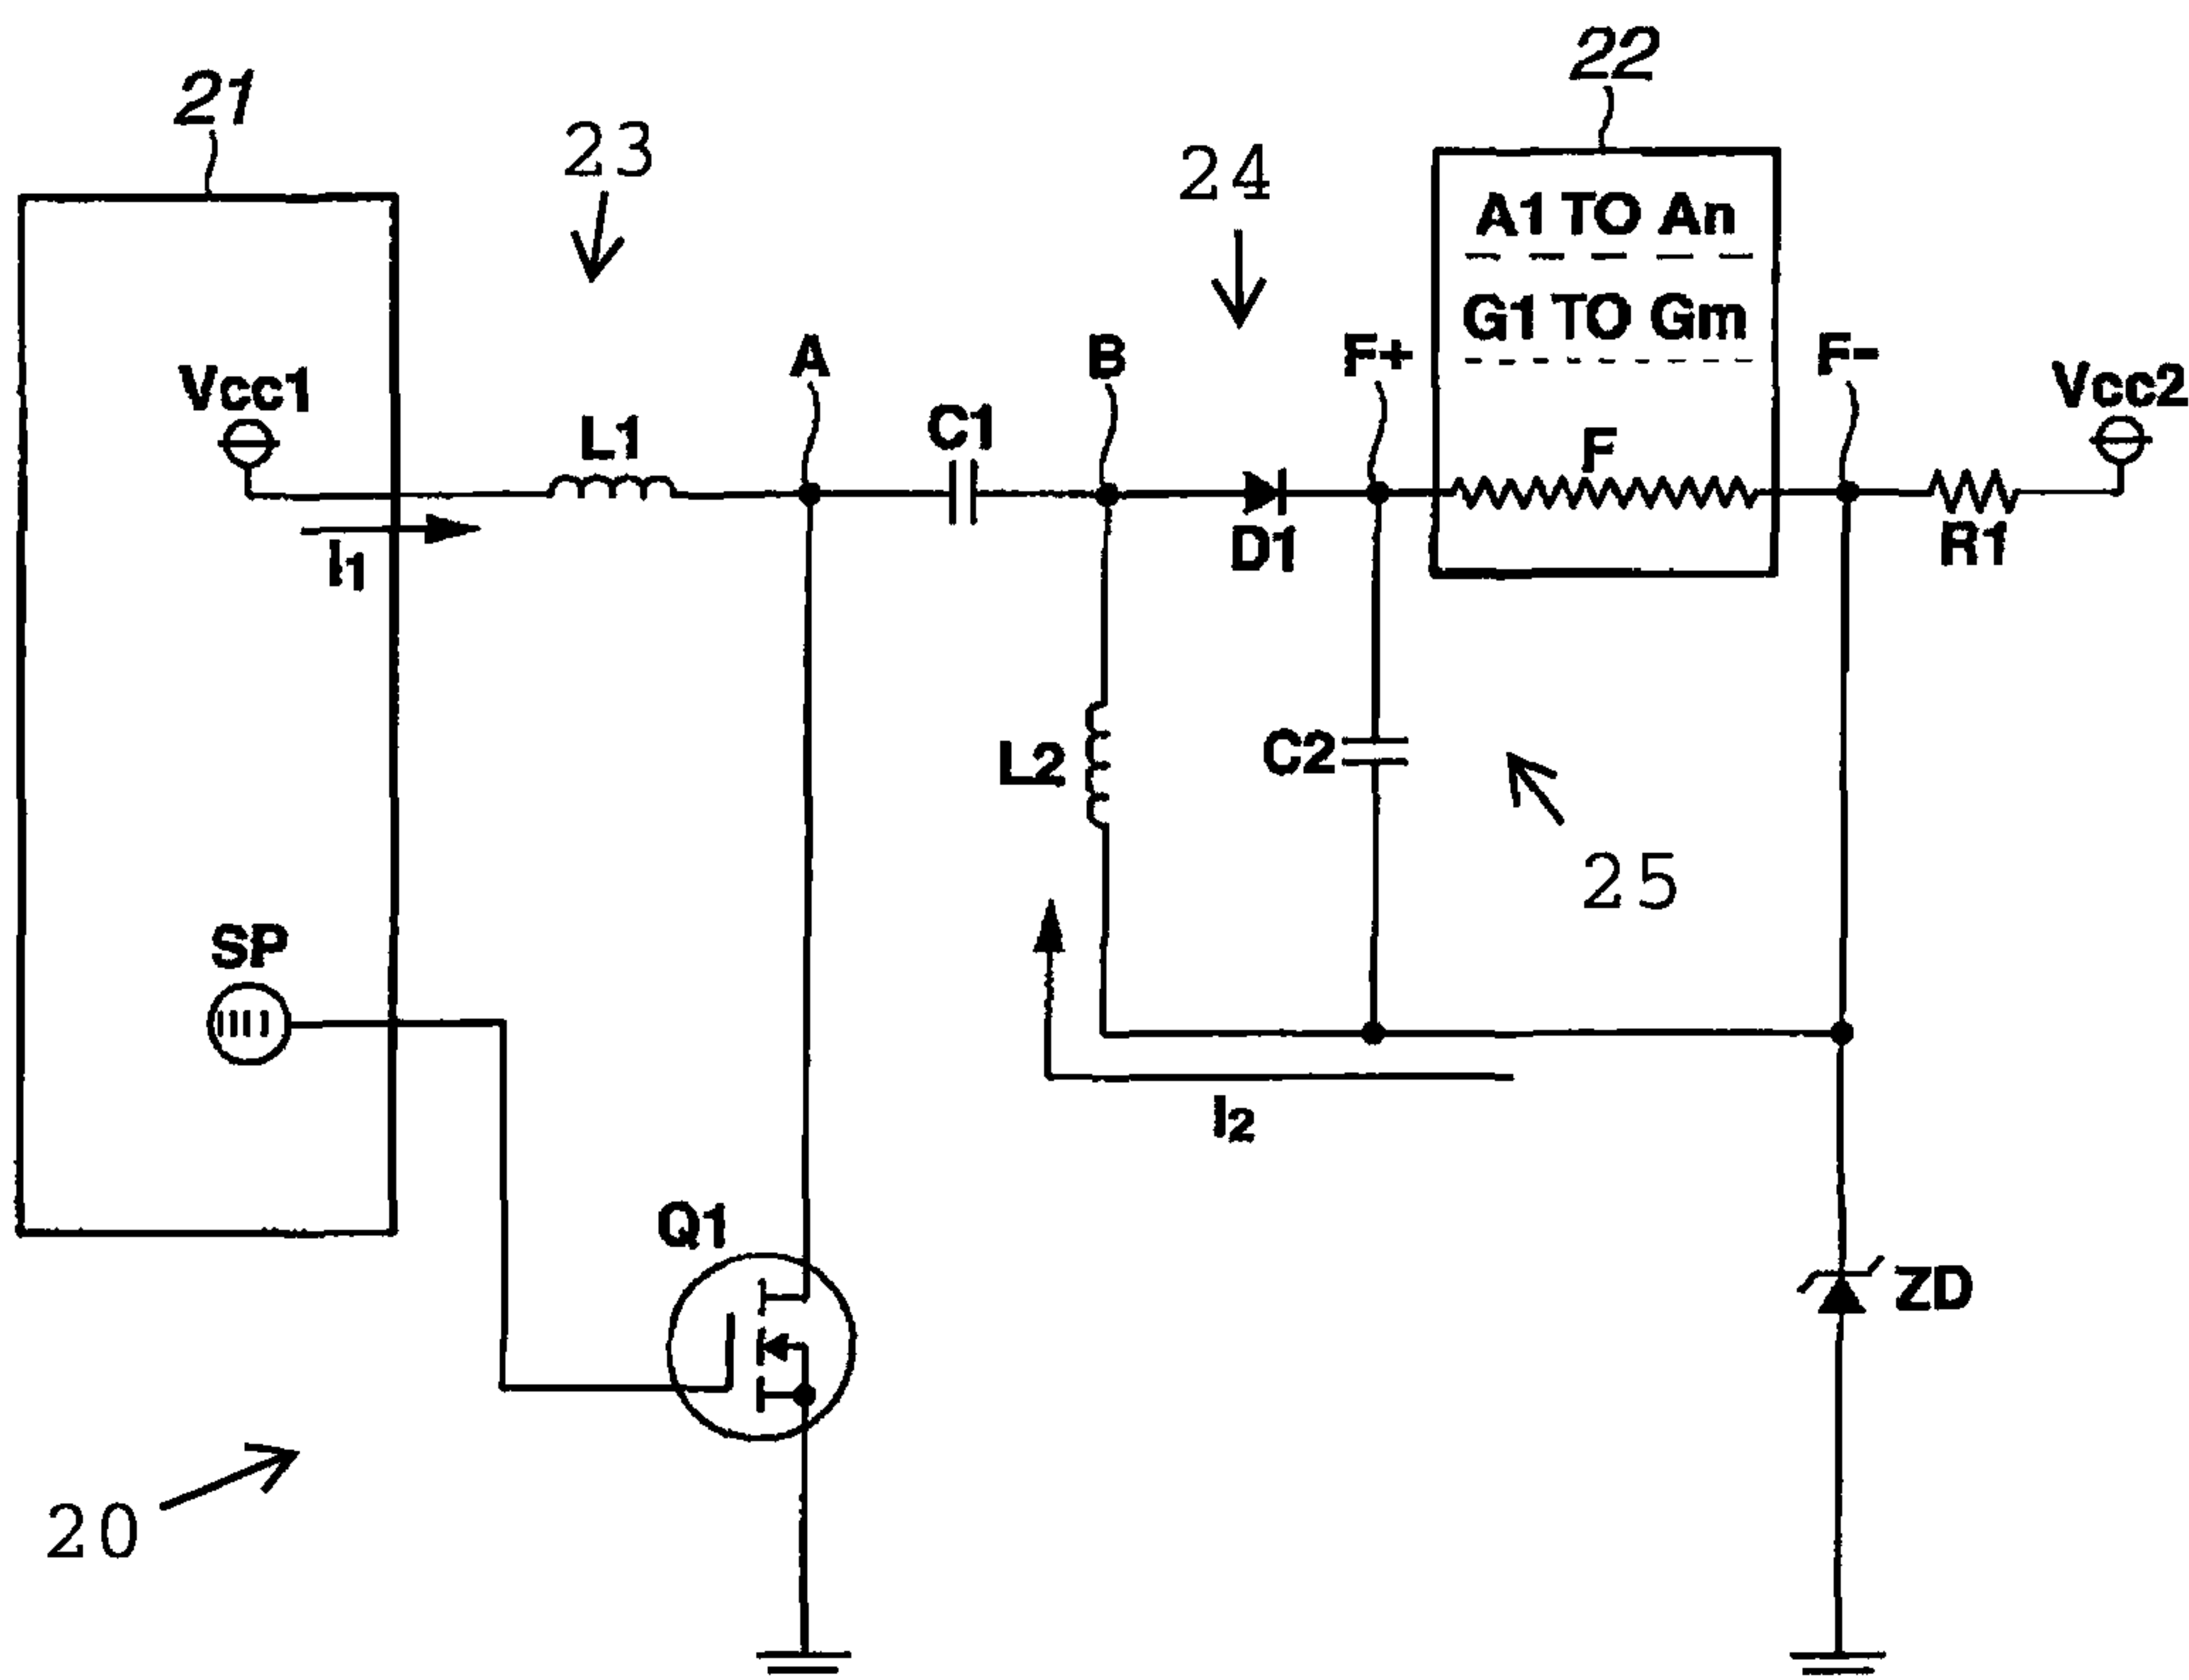 22
21
23
24
A1 TO An
G1 TO Gm
A
B
F+
F-
Vcc1
Vcc2
L1
C1
F
D1
R1
I1
L2
C2
25
SP
I2
Q1
ZD
20